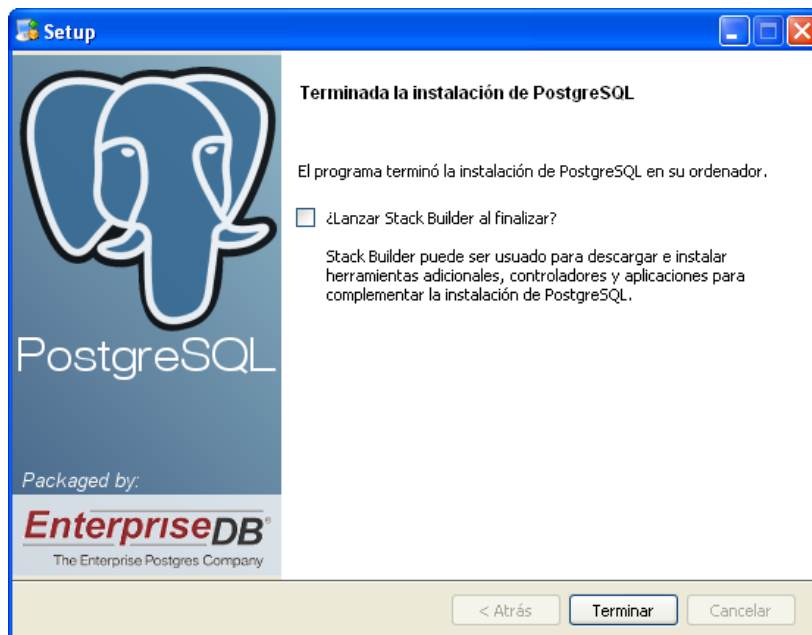 Setup
Terminada la instalación de PostgreSQL
El programa terminó la instalación de PostgreSQL en su ordenador.
¿Lanzar Stack Builder al finalizar?
Stack Builder puede ser usado para descargar e instalar
herramientas adicionales, controladores y aplicaciones para
complementar la instalación de PostgreSQL.
PostgreSQL
Packaged by:
EnterpriseDB®
The Enterprise Postgres Company
< Atrás
Terminar
Cancelar